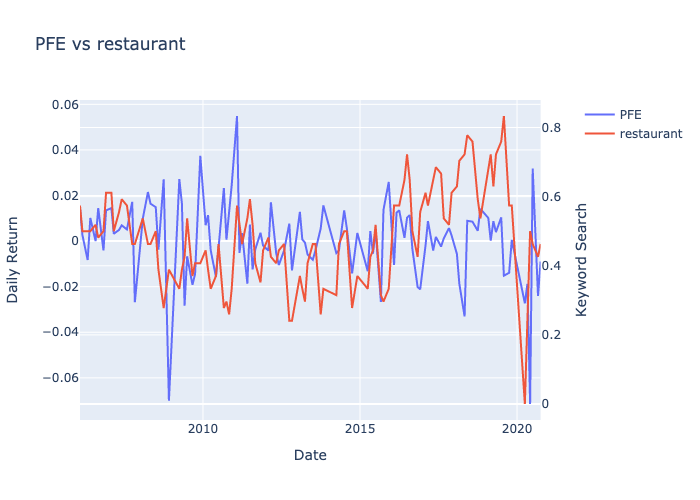 PFE vs restaurant
PFE
restaurant
0.06
0.04
0.02
0
−0.02
−0.04
−0.06
0.8
0.6
0.4
0.2
0
2010
2015
2020
Daily Return
Keyword Search
Date